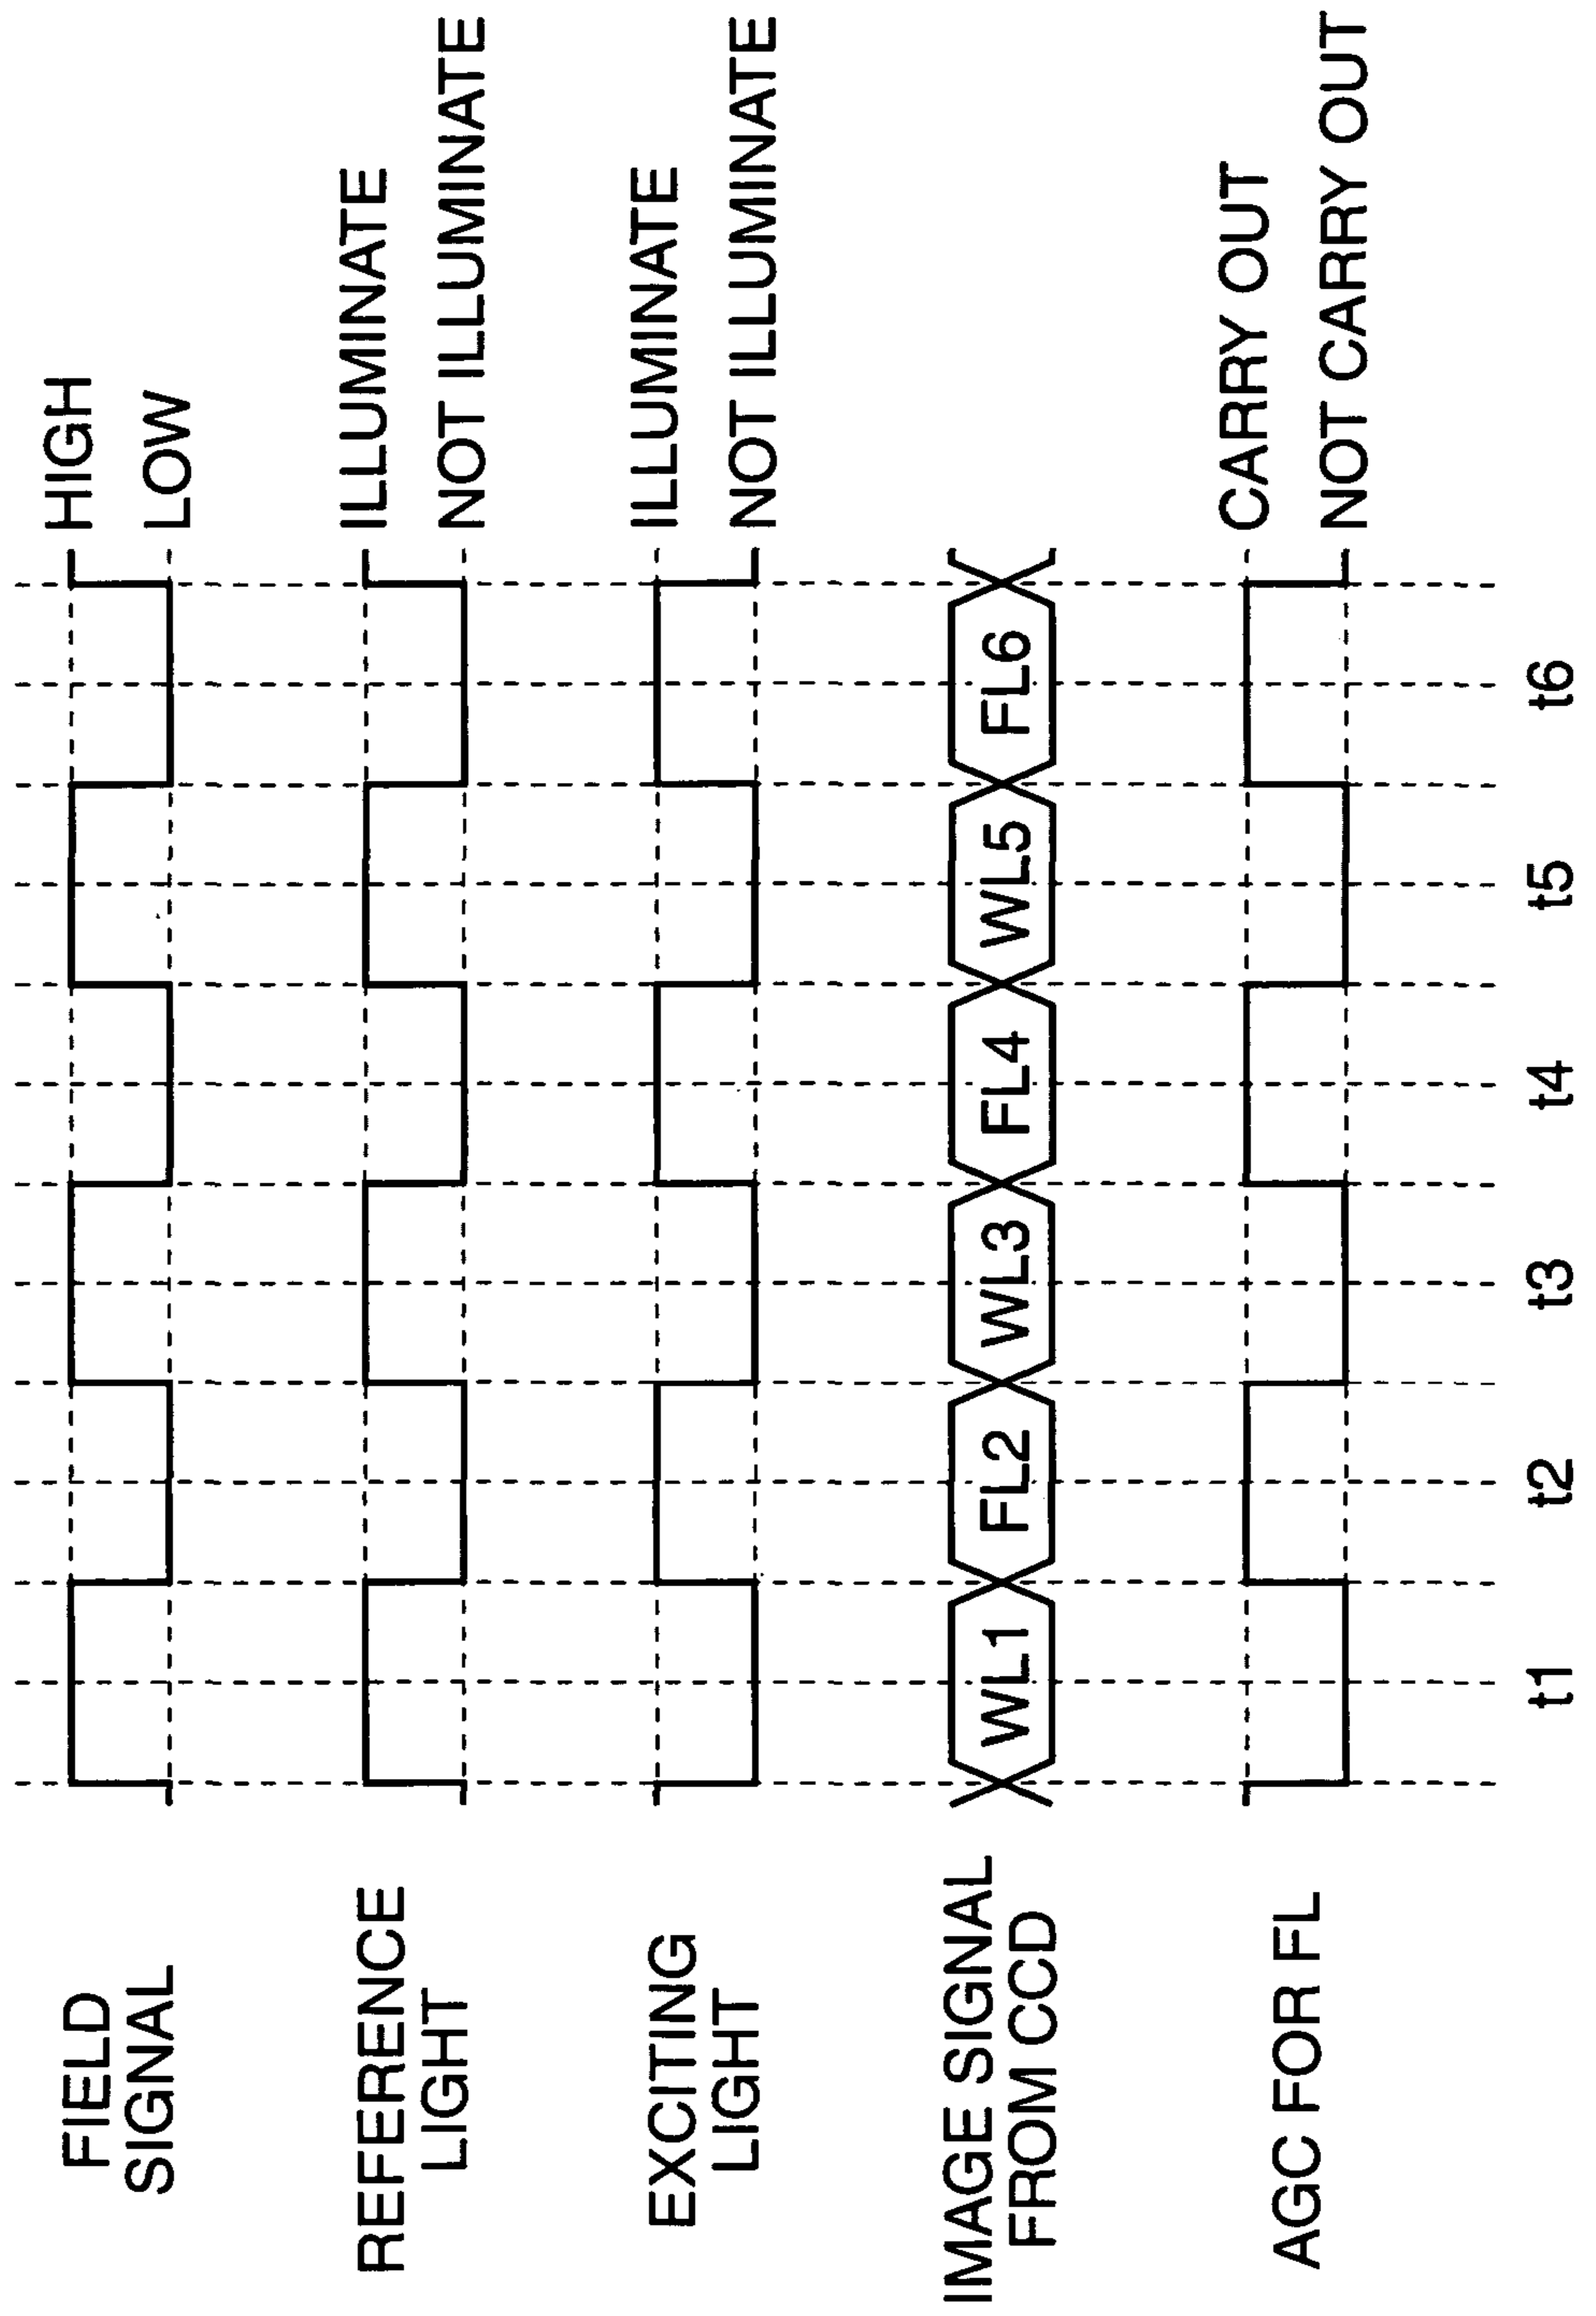 FIELD
SIGNAL
HIGH
LOW
REFERENCE
LIGHT
ILLUMINATE
NOT ILLUMINATE
EXCITING
LIGHT
ILLUMINATE
NOT ILLUMINATE
IMAGE SIGNAL
FROM CCD
WL1 FL2 WL3 FL4 WL5 FL6
AGC FOR FL
CARRY OUT
NOT CARRY OUT
t1 t2 t3 t4 t5 t6